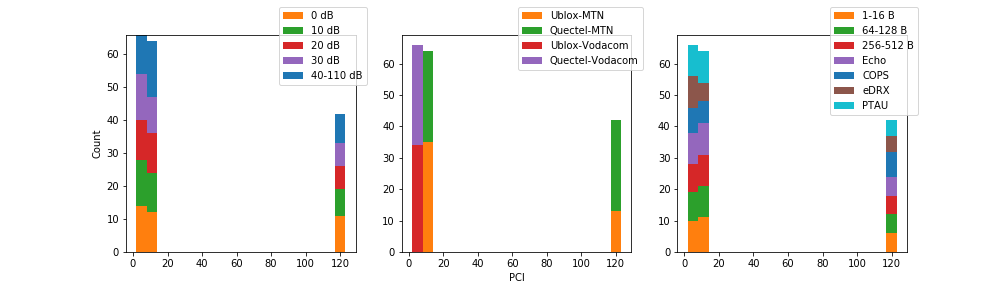 0 dB
10 dB
20 dB
30 dB
40-110 dB
Count
60
50
40
30
20
10
0
0 20 40 60 80 100 120
Ublox-MTN
Quectel-MTN
Ublox-Vodacom
Quectel-Vodacom
60
50
40
30
20
10
0
0 20 40 60 80 100 120
PCI
1-16 B
64-128 B
256-512 B
Echo
COPS
eDRX
PTAU
60
50
40
30
20
10
0
0 20 40 60 80 100 120